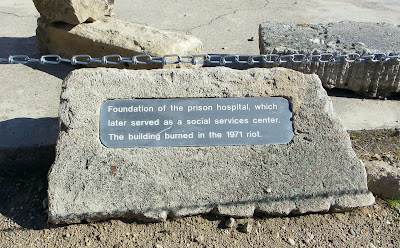 Foundation of the prison hospital, which
later served as a social services center.
The building burned in the 1971 riot.